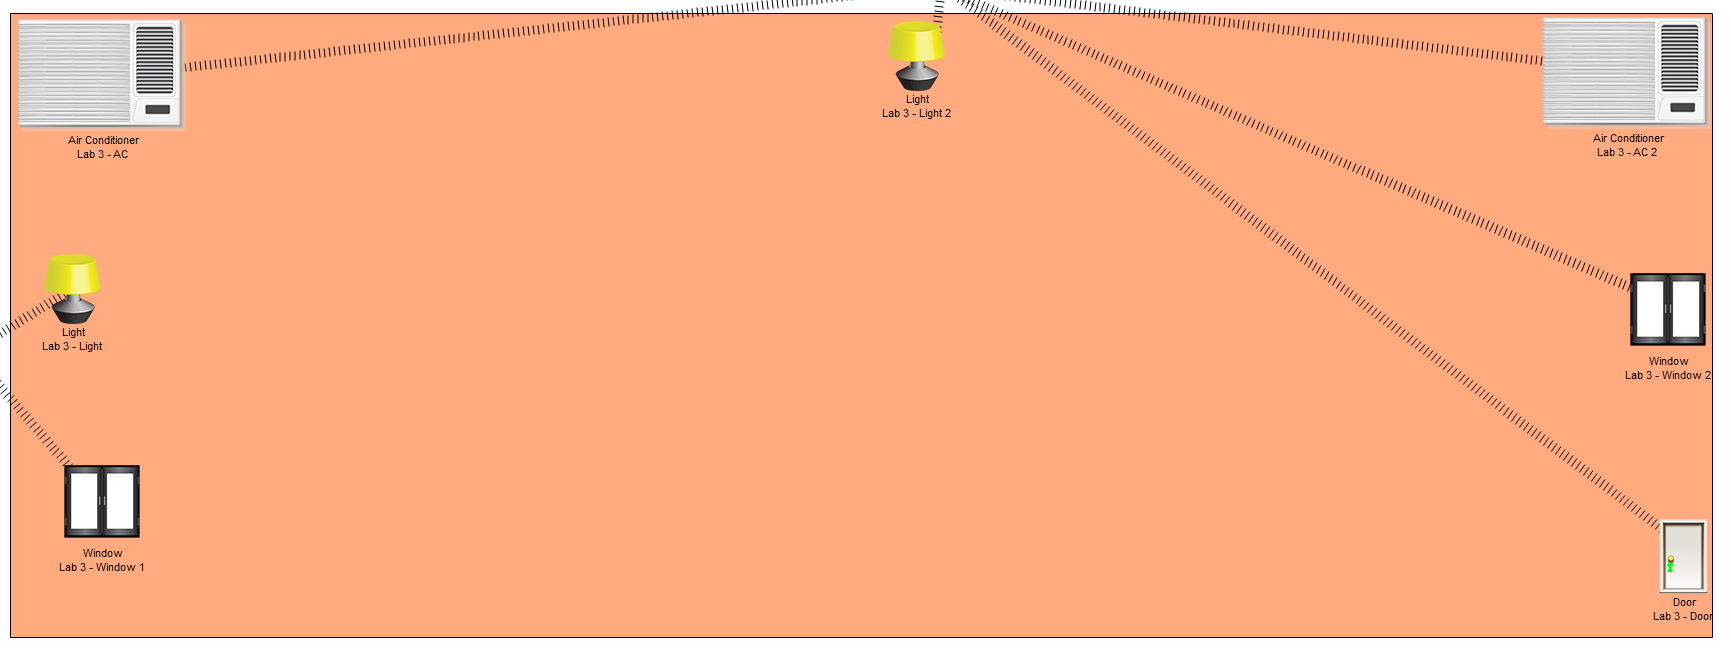 Light
Lab 3 - Light 2
Air Conditioner
Lab 3 - AC
Air Conditioner
Lab 3 - AC 2
Light
Lab 3 - Light
Window
Lab 3 - Window 2
Window
Lab 3 - Window 1
Door
Lab 3 - Door